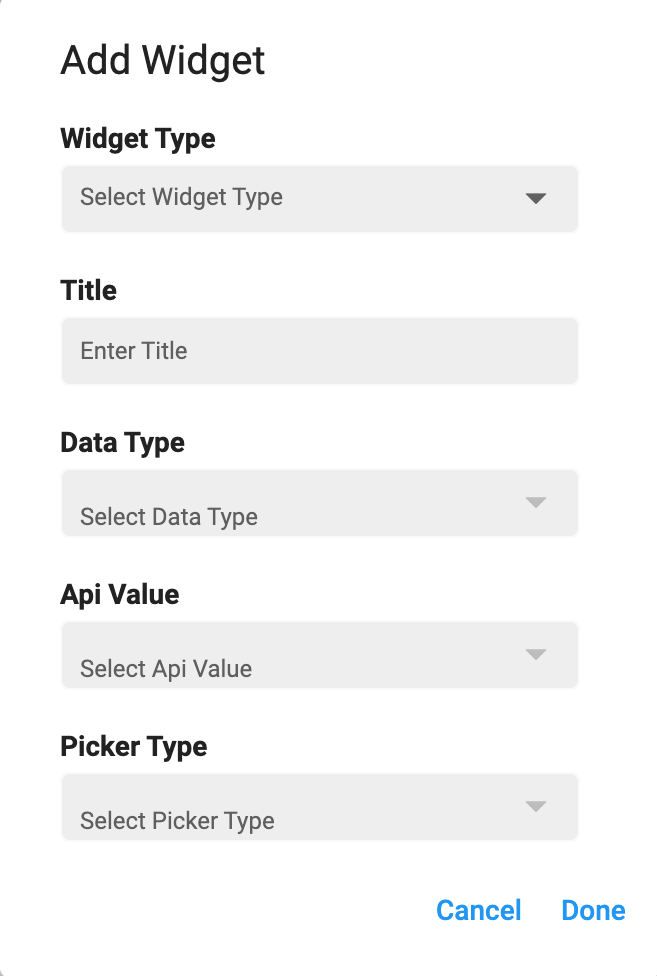 Add Widget
Widget Type
Select Widget Type
Title
Enter Title
Data Type
Select Data Type
Api Value
Select Api Value
Picker Type
Select Picker Type
Cancel Done